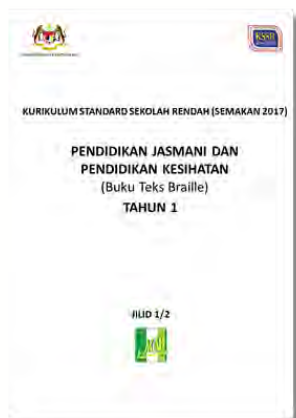 KSSR
KURIKULUM STANDARD SEKOLAH RENDAH (SEMAKAN 2017)
PENDIDIKAN JASMANI DAN
PENDIDIKAN KESIHATAN
(Buku Teks Braille)
TAHUN 1
JILID 1/2